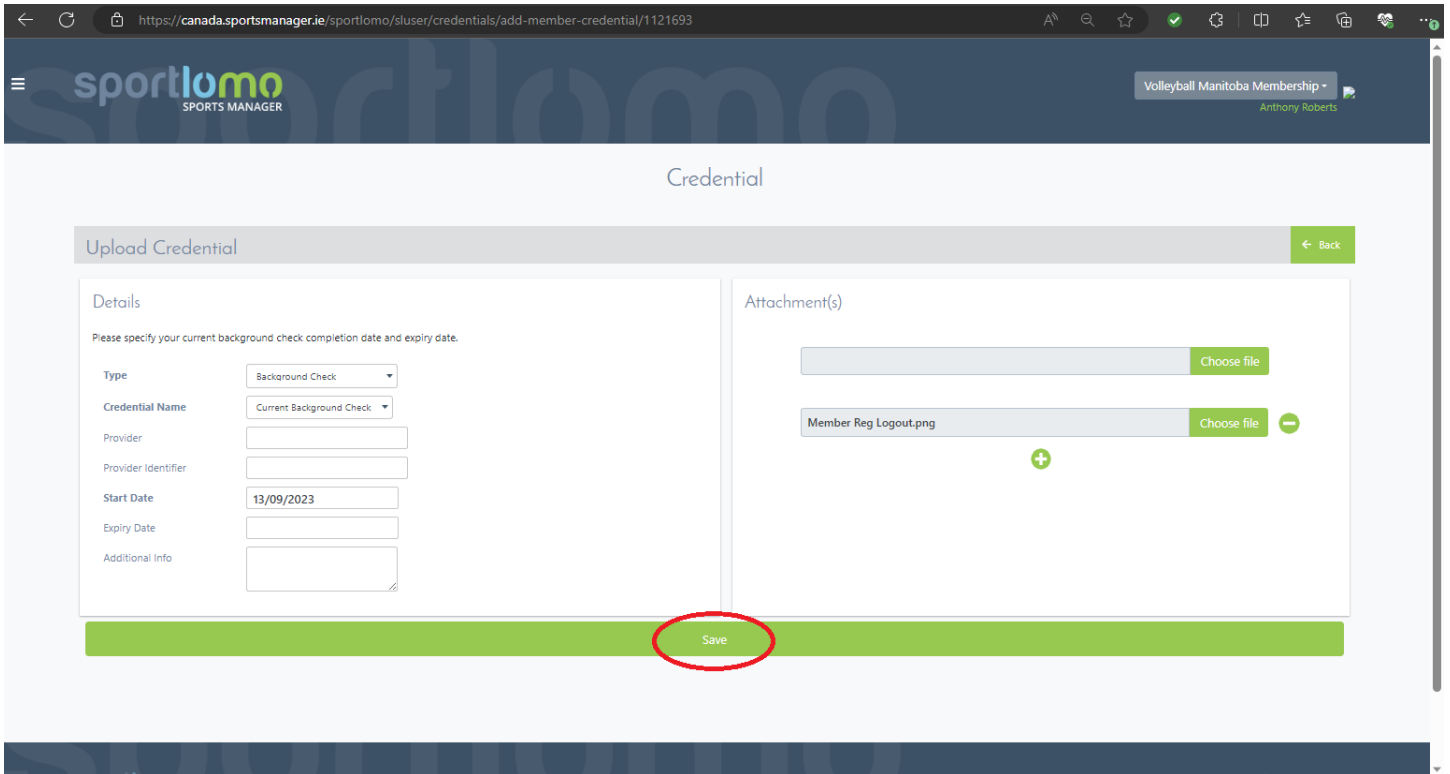 https://canada.sportsmanager.ie/sportlomo/sluser/credentials/add-member-credential/1121693
sportlomo
SPORTS MANAGER
Volleyball Manitoba Membership
Anthony Roberts
Credential
Upload Credential
Back
Details
Attachment(s)
Please specify your current background check completion date and expiry date.
Choose file
Type
Background Check
Credential Name
Current Background Check
Member Reg Logout.png
Choose file
Provider
Provider Identifier
Start Date
13/09/2023
Expiry Date
Additional Info
Save